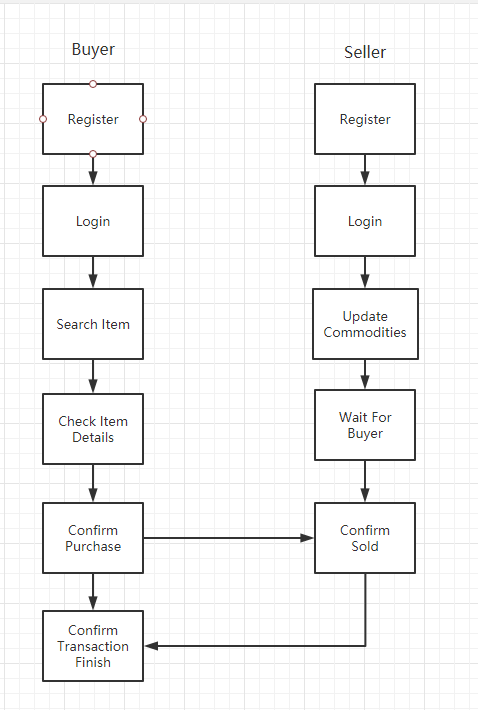 Buyer
Seller
Register
Register
Login
Login
Search Item
Update
Commodities
Check Item
Details
Wait For
Buyer
Confirm
Purchase
Confirm
Sold
Confirm
Transaction
Finish